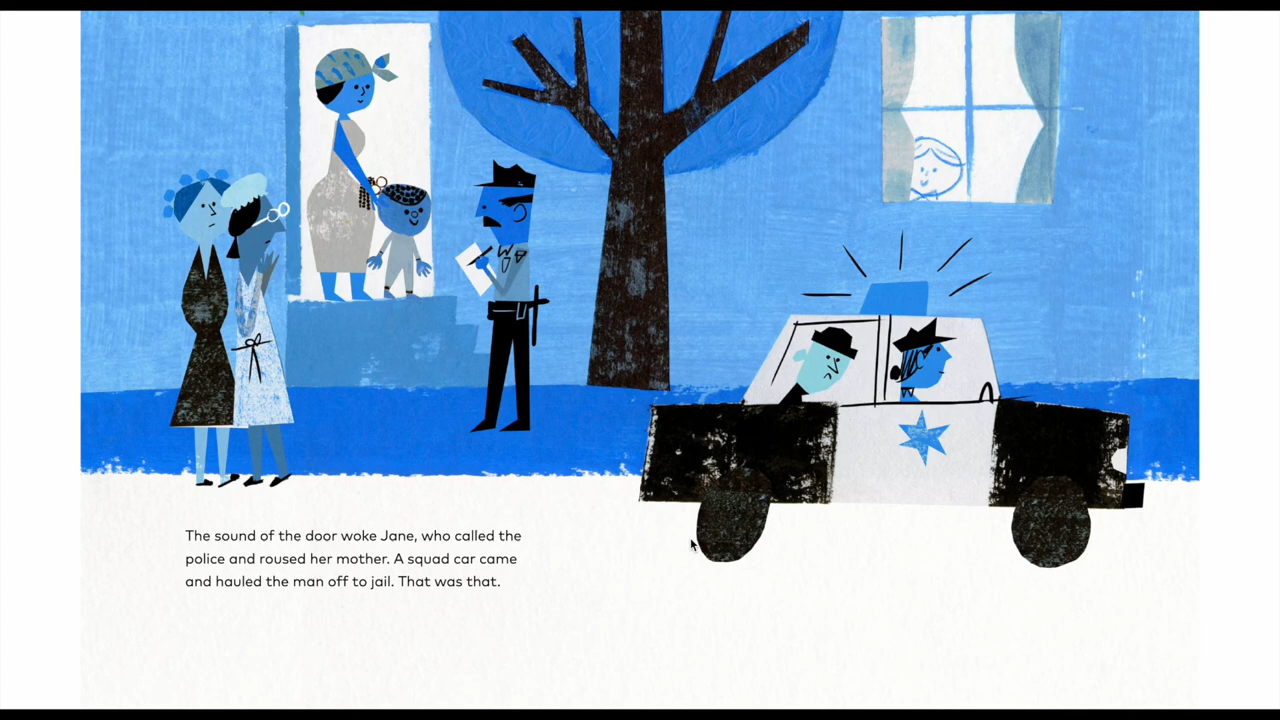 The sound of the door woke Jane, who called the
police and roused her mother. A squad car came
and hauled the man off to jail. That was that.